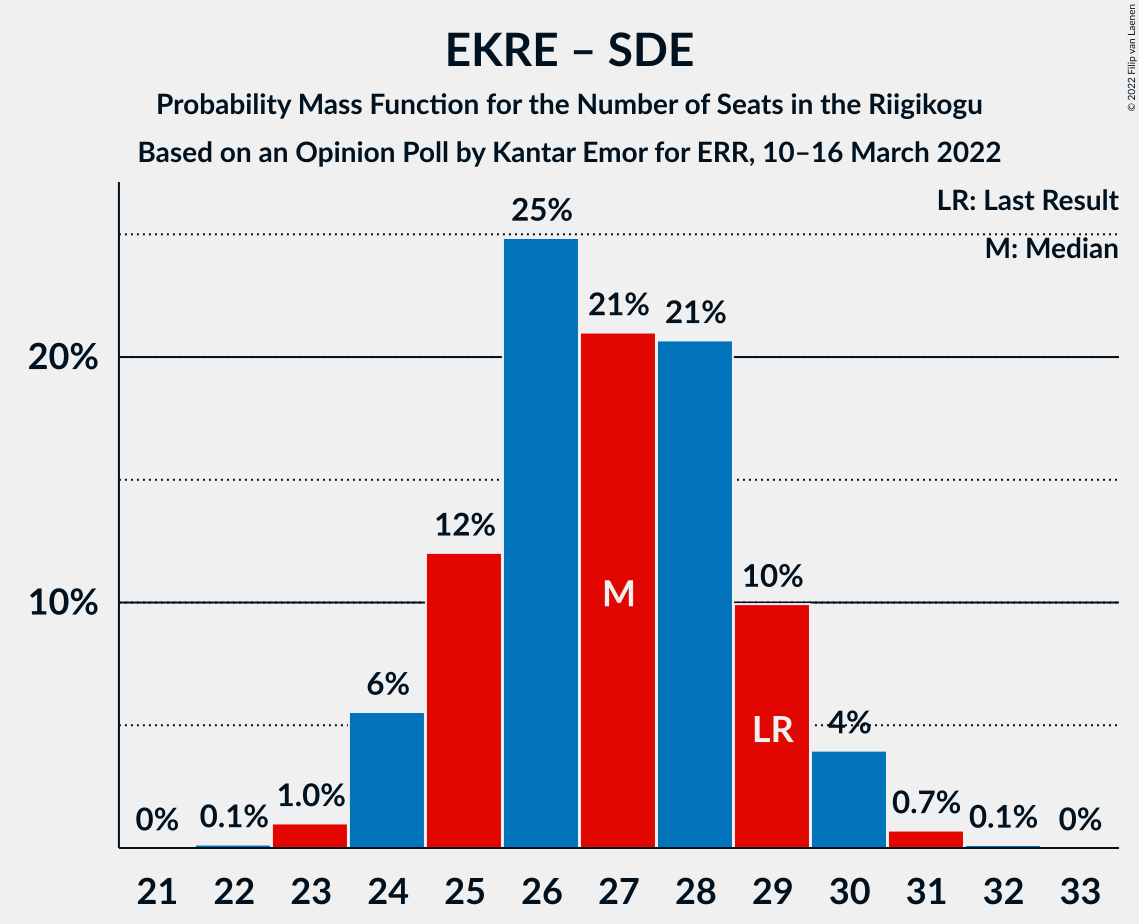 EKRE – SDE
Probability Mass Function for the Number of Seats in the Riigikogu
Based on an Opinion Poll by Kantar Emor for ERR, 10–16 March 2022
© 2022 Filip van Laenen
LR: Last Result
M: Median
20%
10%
0%
0.1%
1.0%
6%
12%
25%
21%
21%
10%
4%
0.7%
0.1%
0%
M
LR
21 22 23 24 25 26 27 28 29 30 31 32 33